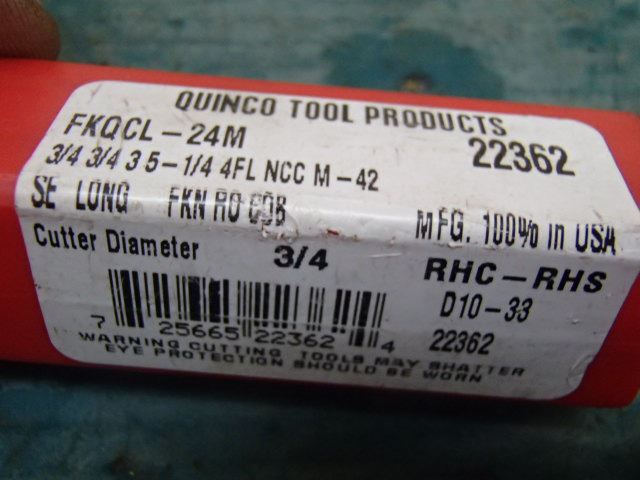 QUINCO TOOL PRODUCTS
FKQCL-24M
22362
3/4 3/4 3 5-1/4 4FL NCC M-42
SE LONG FKN RO COB
MFG. 100% in USA
Cutter Diameter 3/4
RHC-RHS
D10-33
22362
7 25665 22362 4
WARNING CUTTING TOOLS MAY SHATTER
EYE PROTECTION SHOULD BE WORN